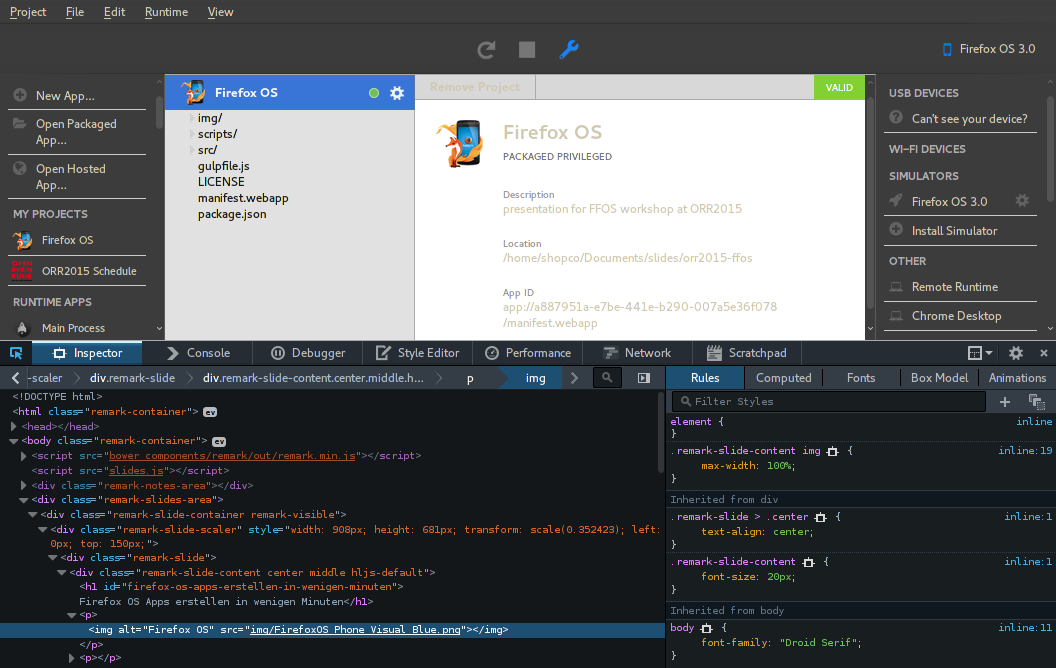 Project File Edit Runtime View
Firefox OS 3.0
New App...
Open Packaged
App...
Open Hosted
App...
MY PROJECTS
Firefox OS
ORR2015 Schedule
RUNTIME APPS
Main Process
Firefox OS
img/
scripts/
src/
gulpfile.js
LICENSE
manifest.webapp
package.json
Remove Project
VALID
Firefox OS
PACKAGED PRIVILEGED
Description
presentation for FFOS workshop at ORR2015
Location
/home/shopco/Documents/slides/orr2015-ffos
App ID
app://a887951a-e7be-441e-b290-007a5e36f078
/manifest.webapp
USB DEVICES
Can't see your device?
WI-FI DEVICES
SIMULATORS
Firefox OS 3.0
Install Simulator
OTHER
Remote Runtime
Chrome Desktop
Inspector Console Debugger Style Editor Performance Network Scratchpad
-scaler div.remark-slide div.remark-slide-content.center.middle.h... p img
<!DOCTYPE html>
<html class="remark-container"> ev
<head></head>
<body class="remark-container"> ev
<script src="bower_components/remark/out/remark.min.js"></script>
<script src="slides.js"></script>
<div class="remark-notes-area"></div>
<div class="remark-slides-area">
<div class="remark-slide-container remark-visible">
<div class="remark-slide-scaler" style="width: 908px; height: 681px; transform: scale(0.352423); left:
0px; top: 150px;">
<div class="remark-slide">
<div class="remark-slide-content center middle hljs-default">
<h1 id="firefox-os-apps-erstellen-in-wenigen-minuten">
Firefox OS Apps erstellen in wenigen Minuten</h1>
<p>
<img alt="Firefox OS" src="img/FirefoxOS_Phone_Visual_Blue.png"></img>
</p>
<p></p>
Rules Computed Fonts Box Model Animations
Filter Styles
element { inline
}
.remark-slide-content img { inline:19
max-width: 100%;
}
Inherited from div
.remark-slide > .center { inline:1
text-align: center;
}
.remark-slide-content { inline:1
font-size: 20px;
}
Inherited from body
body { inline:11
font-family: "Droid Serif";
}